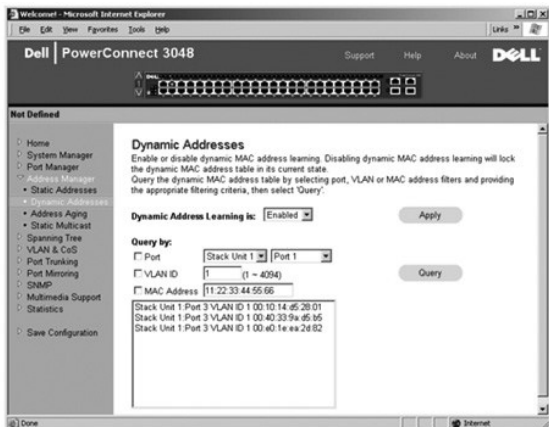 Welcome! - Microsoft Internet Explorer
File Edit View Favorites Tools Help
Links »
Dell | PowerConnect 3048
Support Help About
DELL
Not Defined
Home
System Manager
Port Manager
Address Manager
Static Addresses
Dynamic Addresses
Address Aging
Static Multicast
Spanning Tree
VLAN & CoS
Port Trunking
Port Mirroring
SNMP
Multimedia Support
Statistics
Save Configuration
Dynamic Addresses
Enable or disable dynamic MAC address learning. Disabling dynamic MAC address learning will lock
the dynamic MAC address table in its current state.
Query the dynamic MAC address table by selecting port, VLAN or MAC address filters and providing
the appropriate filtering criteria, then select 'Query'.
Dynamic Address Learning is: Enabled Apply
Query by:
Port Stack Unit 1 Port 1
VLAN ID 1 (1 ~ 4094) Query
MAC Address 11:22:33:44:55:66
Stack Unit 1:Port 3 VLAN ID 1 00:10:14:d5:28:01
Stack Unit 1:Port 3 VLAN ID 1 00:40:33:9a:d5:b5
Stack Unit 1:Port 3 VLAN ID 1 00:e0:1e:ea:2d:82
Done
Internet